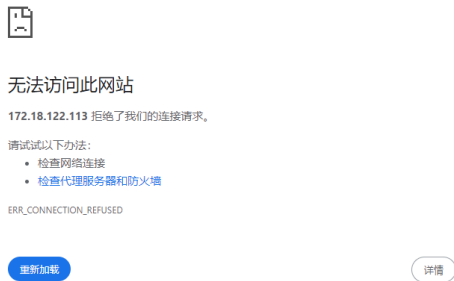 无法访问此网站
172.18.122.113 拒绝了我们的连接请求。
请试试以下办法：
• 检查网络连接
• 检查代理服务器和防火墙
ERR_CONNECTION_REFUSED
重新加载
详情